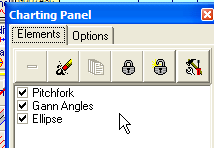 Charting Panel
Elements Options
Pitchfork
Gann Angles
Ellipse